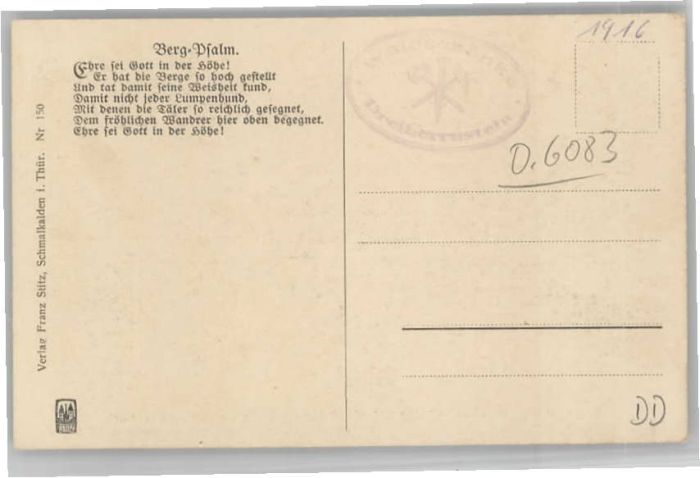 Berg-Psalm.
Ehre sei Gott in der Höhe!
Er hat die Berge so hoch gestellt
Und tat damit seine Weisheit kund,
Damit nicht jeder Lumpenhund,
Mit denen die Täler so reichlich gesegnet,
Dem fröhlichen Wandrer hier oben begegnet.
Ehre sei Gott in der Höhe!
Verlag Franz Stitz, Schmalkalden i. Thür. Nr 150
1916
Dreiherrnstein
D.6083
DD